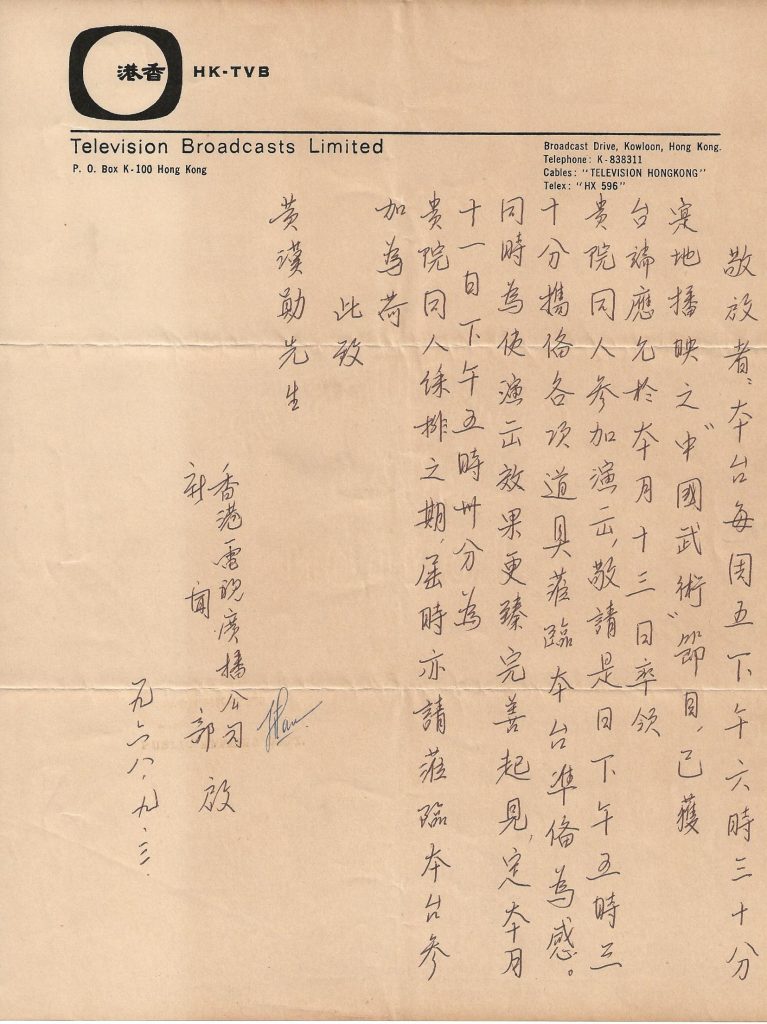 香港
HK-TVB
Television Broadcasts Limited
P. O. Box K-100 Hong Kong
Broadcast Drive, Kowloon, Hong Kong.
Telephone: K-838311
Cables: "TELEVISION HONGKONG"
Telex: "HX 596"
敬啟者：本台每周五下午六時三十分
寔地播映之"中國武術"節目，已獲
台端應允於本月十三日率領
貴院同人參加演出，敬請是日下午五時三
十分攜俻各項道具蒞臨本台準俻為感。
同時為使演出效果更臻完善起見，定本月
十一日下午五時卅分為
貴院同人綵排之期，屆時亦請蒞臨本台參
加為荷
此致
黃漢勛先生
香港電視廣播公司
新聞部啟
一九六八、九、三、